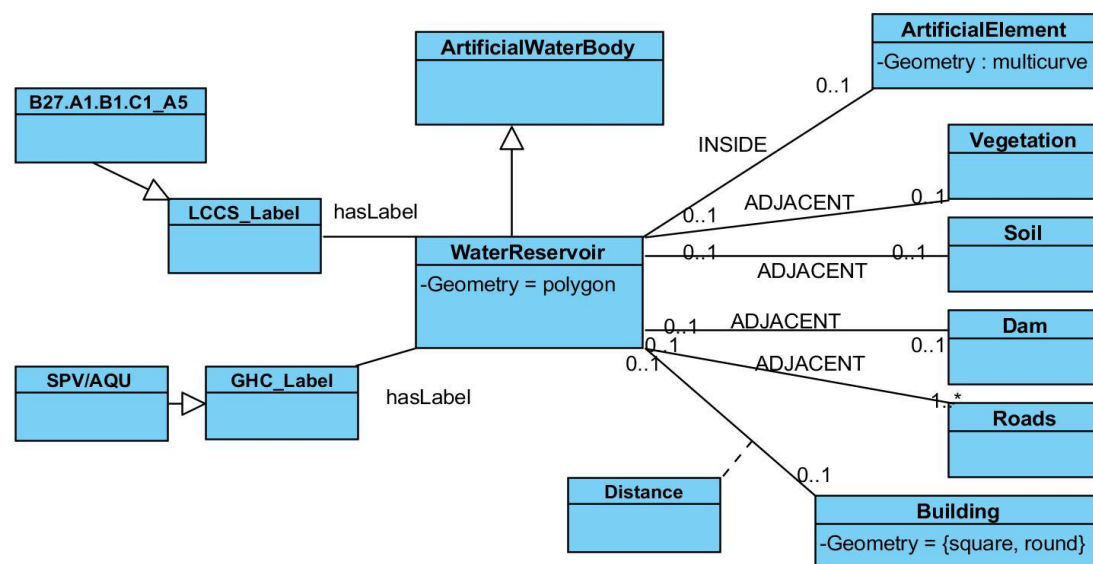 ArtificialElement
-Geometry : multicurve
ArtificialWaterBody
0..1
B27.A1.B1.C1_A5
INSIDE
Vegetation
0..1
ADJACENT
0..1
LCCS_Label
hasLabel
Soil
WaterReservoir
-Geometry = polygon
0..1
0..1
ADJACENT
Dam
0..1
ADJACENT
0..1
0..1
0..1
ADJACENT
SPV/AQU
GHC_Label
hasLabel
1..*
Roads
0..1
Distance
Building
-Geometry = {square, round}